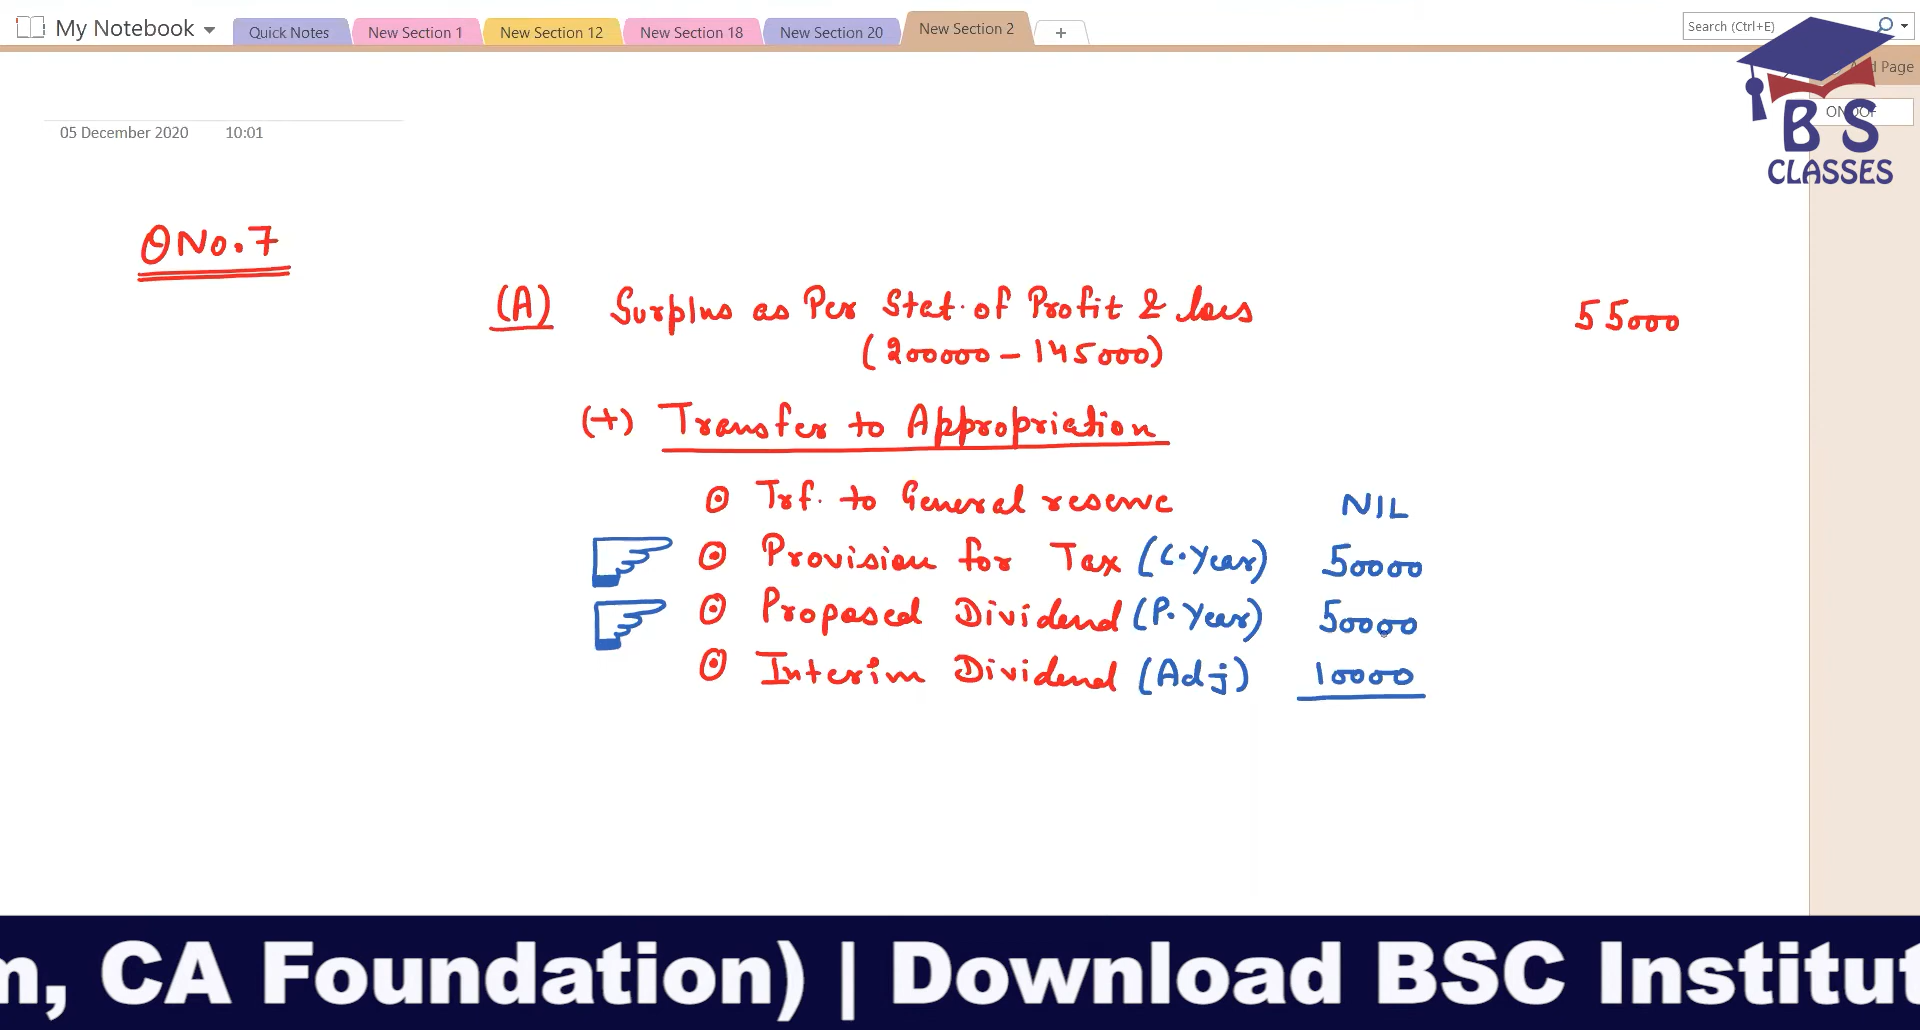 My Notebook
Quick Notes
New Section 1
New Section 12
New Section 18
New Section 20
New Section 2
+
Search (Ctrl+E)
Page
BS
CLASSES
05 December 2020 10:01
QNo.7
(A) Surplus as Per Stat. of Profit & loss 55000
(200000 - 145000)
(+) Transfer to Appropriation
Trf. to General reserve NIL
Provision for Tax (C.Year) 50000
Proposed Dividend (P.Year) 50000
Interim Dividend (Adj) 10000
m, CA Foundation) | Download BSC Institut